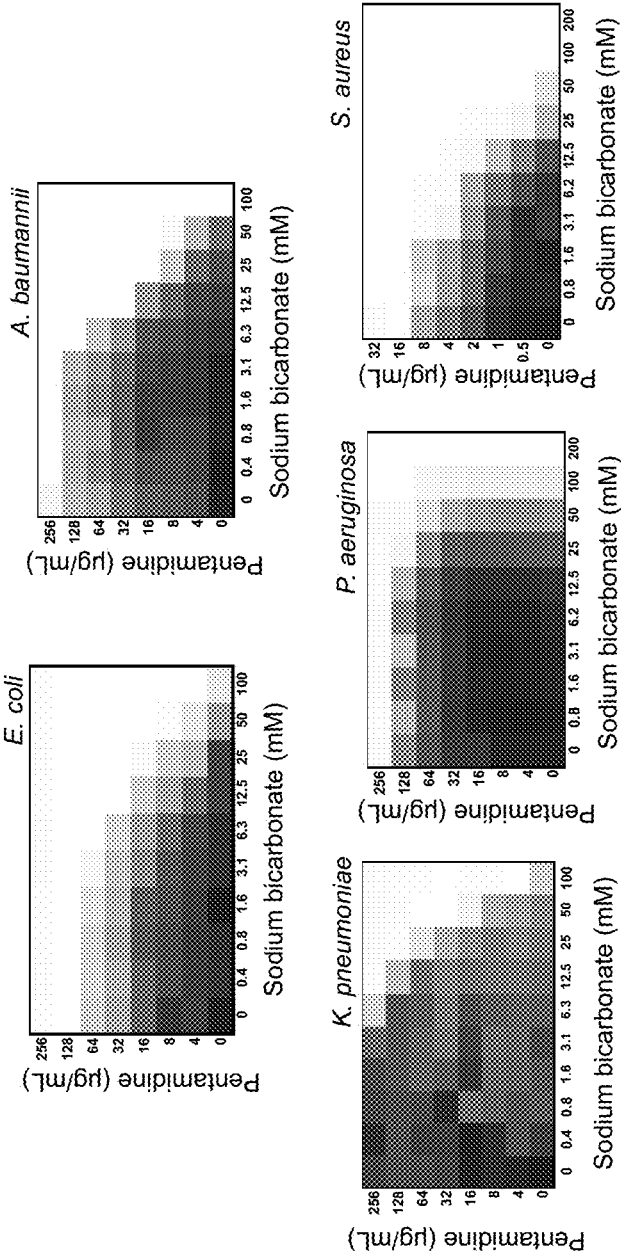 E. coli
Pentamidine (µg/mL)
256
128
64
32
16
8
4
0
0 0.4 0.8 1.6 3.1 6.3 12.5 25 50 100
Sodium bicarbonate (mM)
A. baumannii
Pentamidine (µg/mL)
256
128
64
32
16
8
4
0
0 0.4 0.8 1.6 3.1 6.3 12.5 25 50 100
Sodium bicarbonate (mM)
K. pneumoniae
Pentamidine (µg/mL)
256
128
64
32
16
8
4
0
0 0.4 0.8 1.6 3.1 6.3 12.5 25 50 100
Sodium bicarbonate (mM)
P. aeruginosa
Pentamidine (µg/mL)
256
128
64
32
16
8
4
0
0 0.8 1.6 3.1 6.2 12.5 25 50 100 200
Sodium bicarbonate (mM)
S. aureus
Pentamidine (µg/mL)
32
16
8
4
2
1
0.5
0
0 0.8 1.6 3.1 6.2 12.5 25 50 100 200
Sodium bicarbonate (mM)